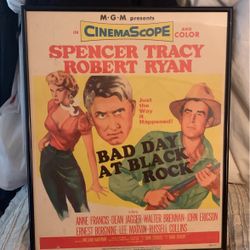 M-G-M presents
IN CINEMASCOPE AND COLOR
SPENCER TRACY
ROBERT RYAN
Just the
Way it
Happened!
BAD DAY
AT BLACK
ROCK
ANNE FRANCIS · DEAN JAGGER · WALTER BRENNAN · JOHN ERICSON
ERNEST BORGNINE · LEE MARVIN · RUSSELL COLLINS